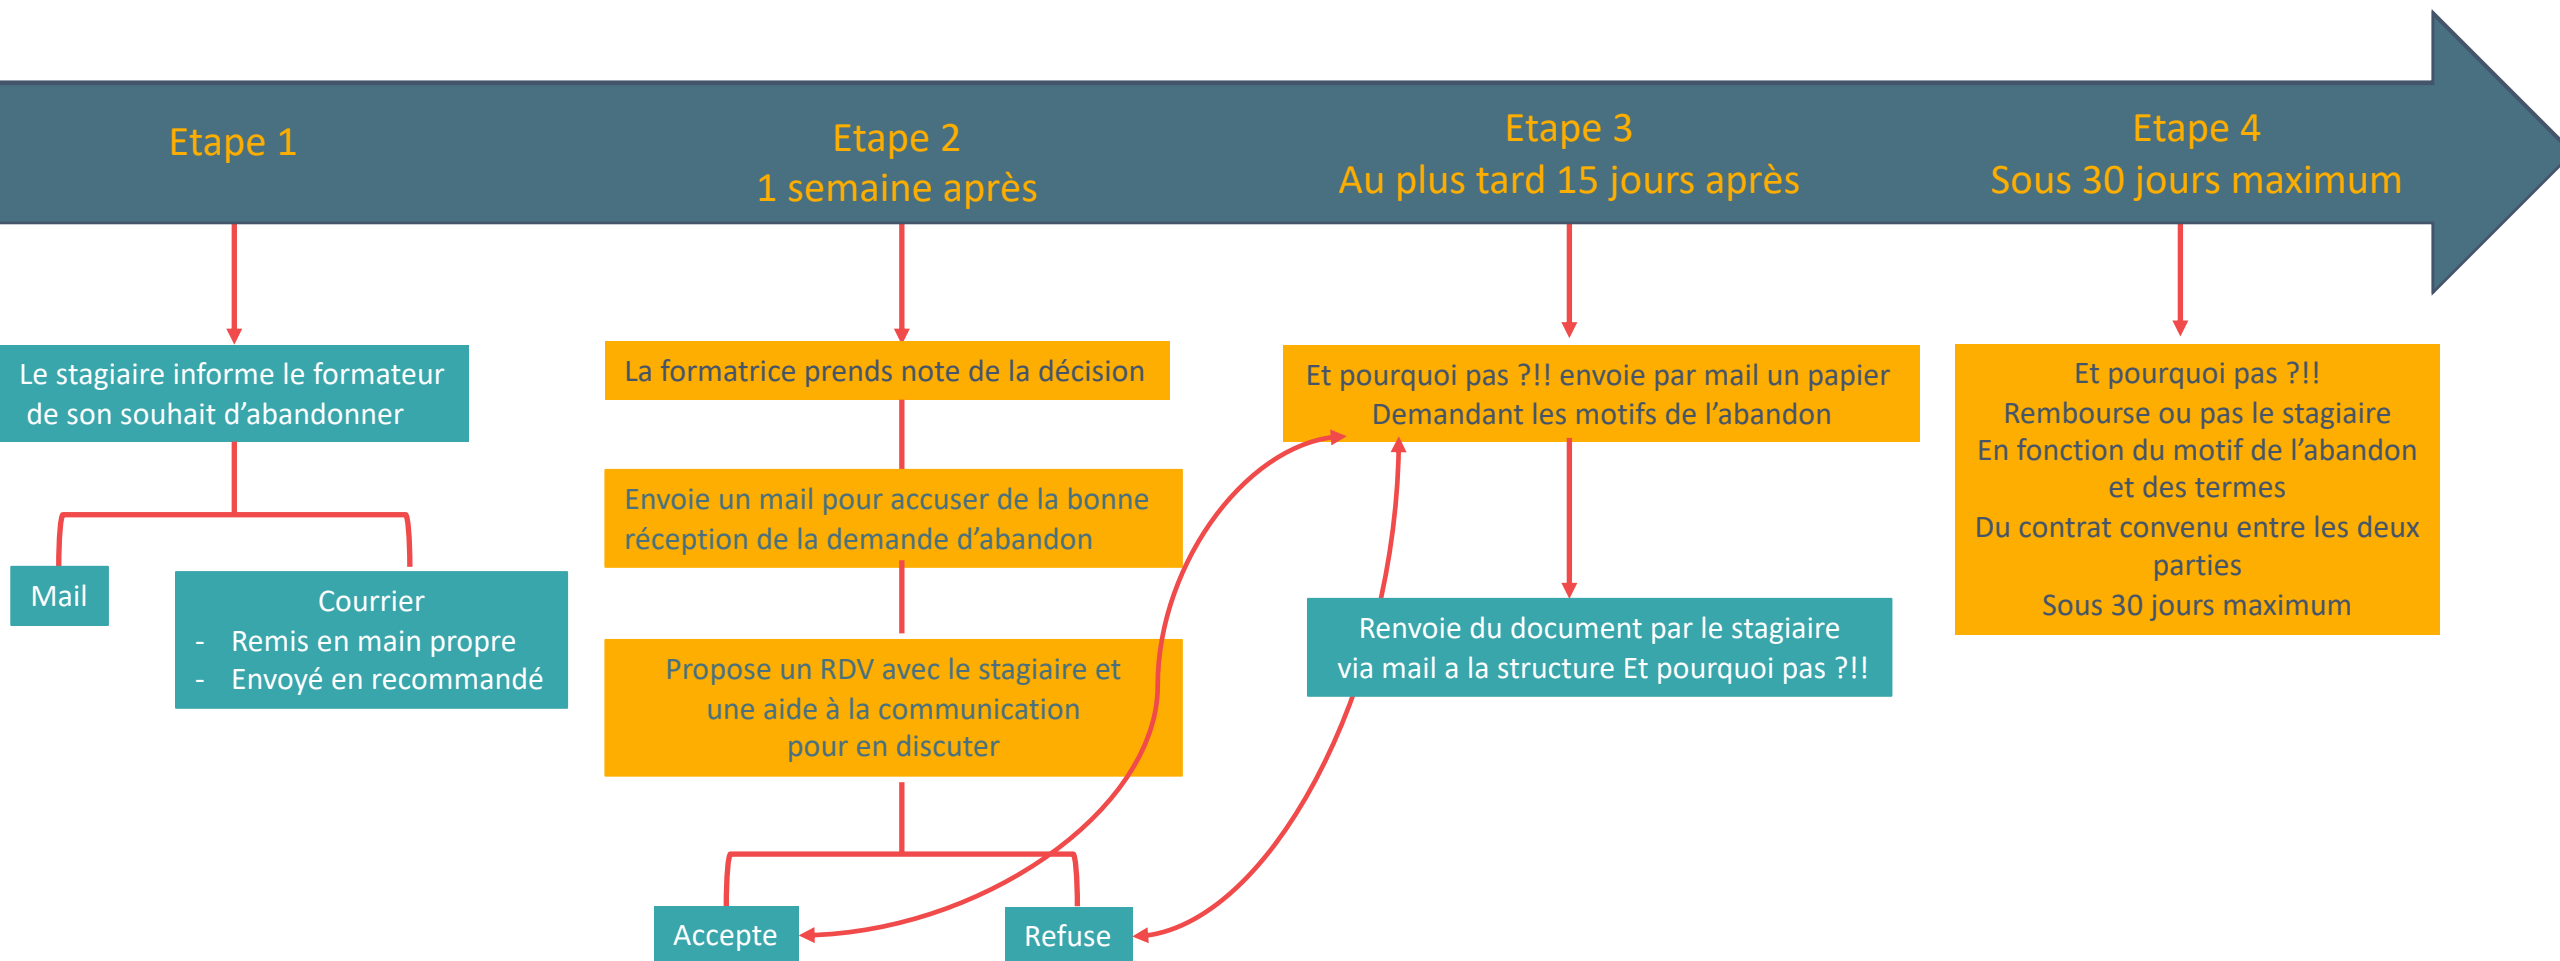 Etape 1
Etape 2
1 semaine après
Etape 3
Au plus tard 15 jours après
Etape 4
Sous 30 jours maximum
Le stagiaire informe le formateur
de son souhait d’abandonner
Mail
Courrier
- Remis en main propre
- Envoyé en recommandé
La formatrice prends note de la décision
Envoie un mail pour accuser de la bonne
réception de la demande d’abandon
Propose un RDV avec le stagiaire et
une aide à la communication
pour en discuter
Accepte
Refuse
Et pourquoi pas ?!! envoie par mail un papier
Demandant les motifs de l’abandon
Renvoie du document par le stagiaire
via mail a la structure Et pourquoi pas ?!!
Et pourquoi pas ?!!
Rembourse ou pas le stagiaire
En fonction du motif de l’abandon
et des termes
Du contrat convenu entre les deux
parties
Sous 30 jours maximum